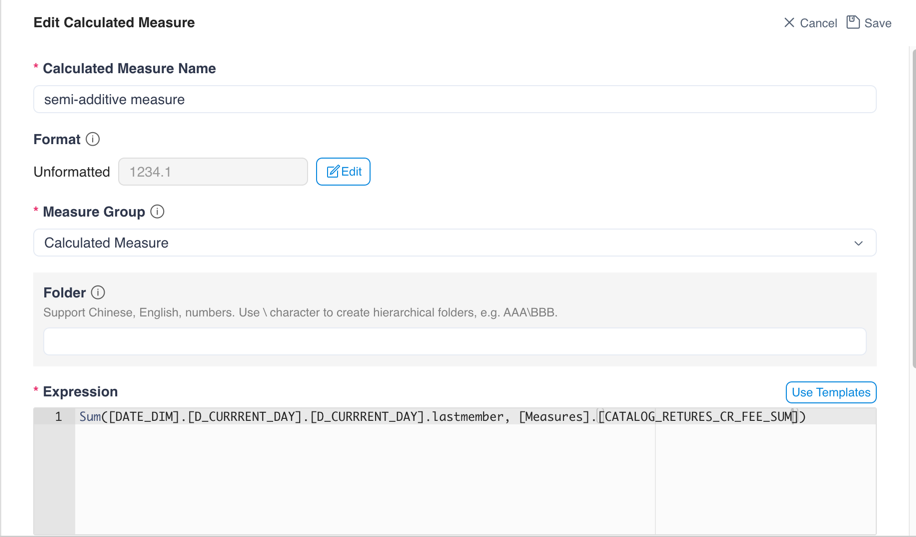 Edit Calculated Measure
Cancel Save
* Calculated Measure Name
semi-additive measure
Format
Unformatted 1234.1 Edit
* Measure Group
Calculated Measure
Folder
Support Chinese, English, numbers. Use \ character to create hierarchical folders, e.g. AAA\BBB.
* Expression Use Templates
1 Sum([DATE_DIM].[D_CURRRENT_DAY].[D_CURRRENT_DAY].lastmember, [Measures].[CATALOG_RETURES_CR_FEE_SUM])